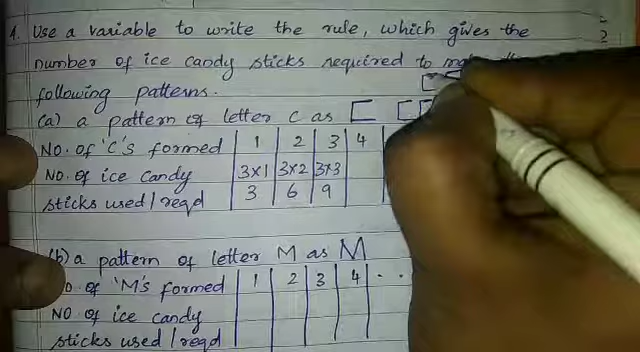 1. Use a variable to write the rule, which gives the
number of ice candy sticks required to
following patterns.
(a) a pattern of letter C as
No. of 'C's formed 1 2 3 4
No. of ice candy 3×1 3×2 3×3
sticks used/reqd 3 6 9
(b) a pattern of letter M as M
No. of 'M's formed 1 2 3 4 . .
NO of ice candy
sticks used/reqd